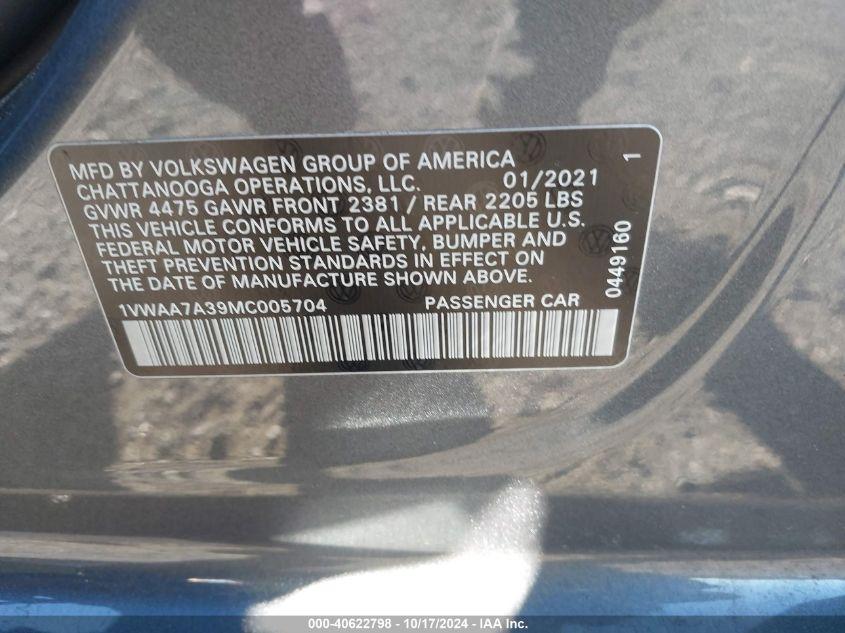 MFD BY VOLKSWAGEN GROUP OF AMERICA
CHATTANOOGA OPERATIONS, LLC. 01/2021 1
GVWR 4475 GAWR FRONT 2381 / REAR 2205 LBS
THIS VEHICLE CONFORMS TO ALL APPLICABLE U.S.
FEDERAL MOTOR VEHICLE SAFETY, BUMPER AND
THEFT PREVENTION STANDARDS IN EFFECT ON
THE DATE OF MANUFACTURE SHOWN ABOVE.
0449160
1VWAA7A39MC005704 PASSENGER CAR
000-40622798 - 10/17/2024 - IAA Inc.